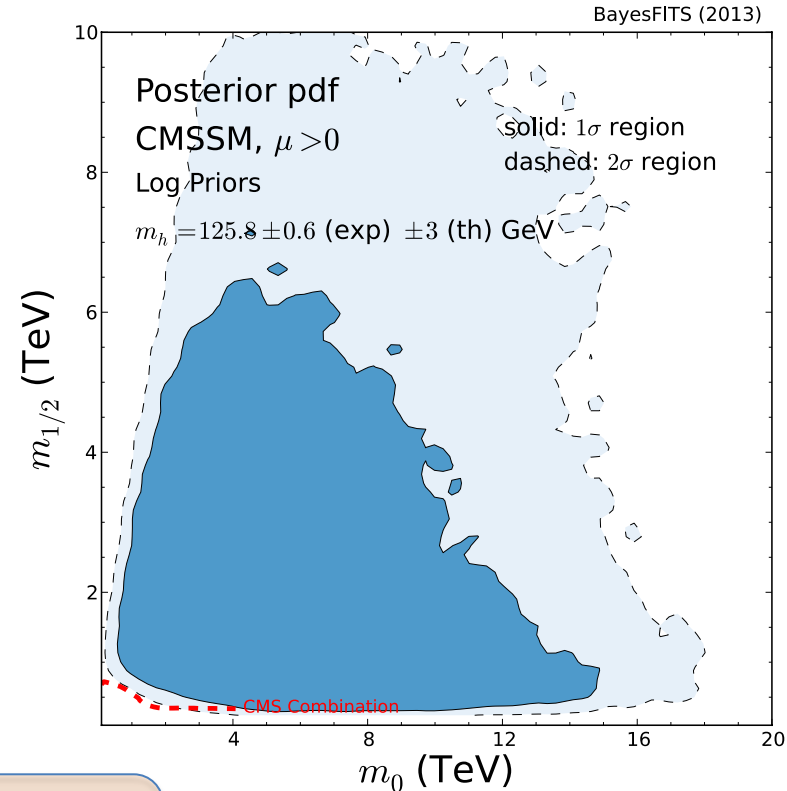 BayesFITS (2013)
10
8
6
4
2
m_{1/2} (TeV)
Posterior pdf
CMSSM, μ >0
Log Priors
m_h =125.8 ±0.6 (exp) ±3 (th) GeV
solid: 1σ region
dashed: 2σ region
CMS Combination
4 8 12 16 20
m_0 (TeV)